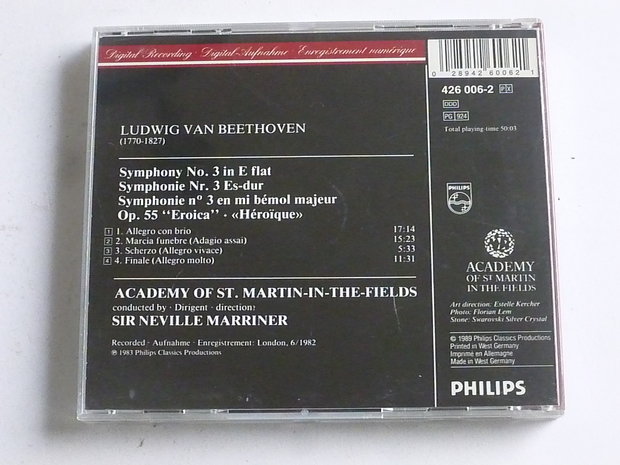 Digital Recording · Digital-Aufnahme · Enregistrement numérique
LUDWIG VAN BEETHOVEN
(1770-1827)
Symphony No. 3 in E flat
Symphonie Nr. 3 Es-dur
Symphonie nº 3 en mi bémol majeur
Op. 55 "Eroica" · «Héroïque»
1 1. Allegro con brio 17:14
2 2. Marcia funebre (Adagio assai) 15:23
3 3. Scherzo (Allegro vivace) 5:33
4 4. Finale (Allegro molto) 11:31
ACADEMY OF ST. MARTIN-IN-THE-FIELDS
conducted by · Dirigent · direction:
SIR NEVILLE MARRINER
Recorded · Aufnahme · Enregistrement: London, 6/1982
℗ 1983 Philips Classics Productions
0 28942 60062 1
426 006-2 PX
DDD
PG 924
Total playing-time 50:03
PHILIPS
ACADEMY
OF ST MARTIN
IN THE FIELDS
Art direction: Estelle Kercher
Photo: Florian Lem
Stone: Swarovski Silver Crystal
© 1989 Philips Classics Productions
Printed in West Germany
Imprimé en Allemagne
Made in West Germany
PHILIPS